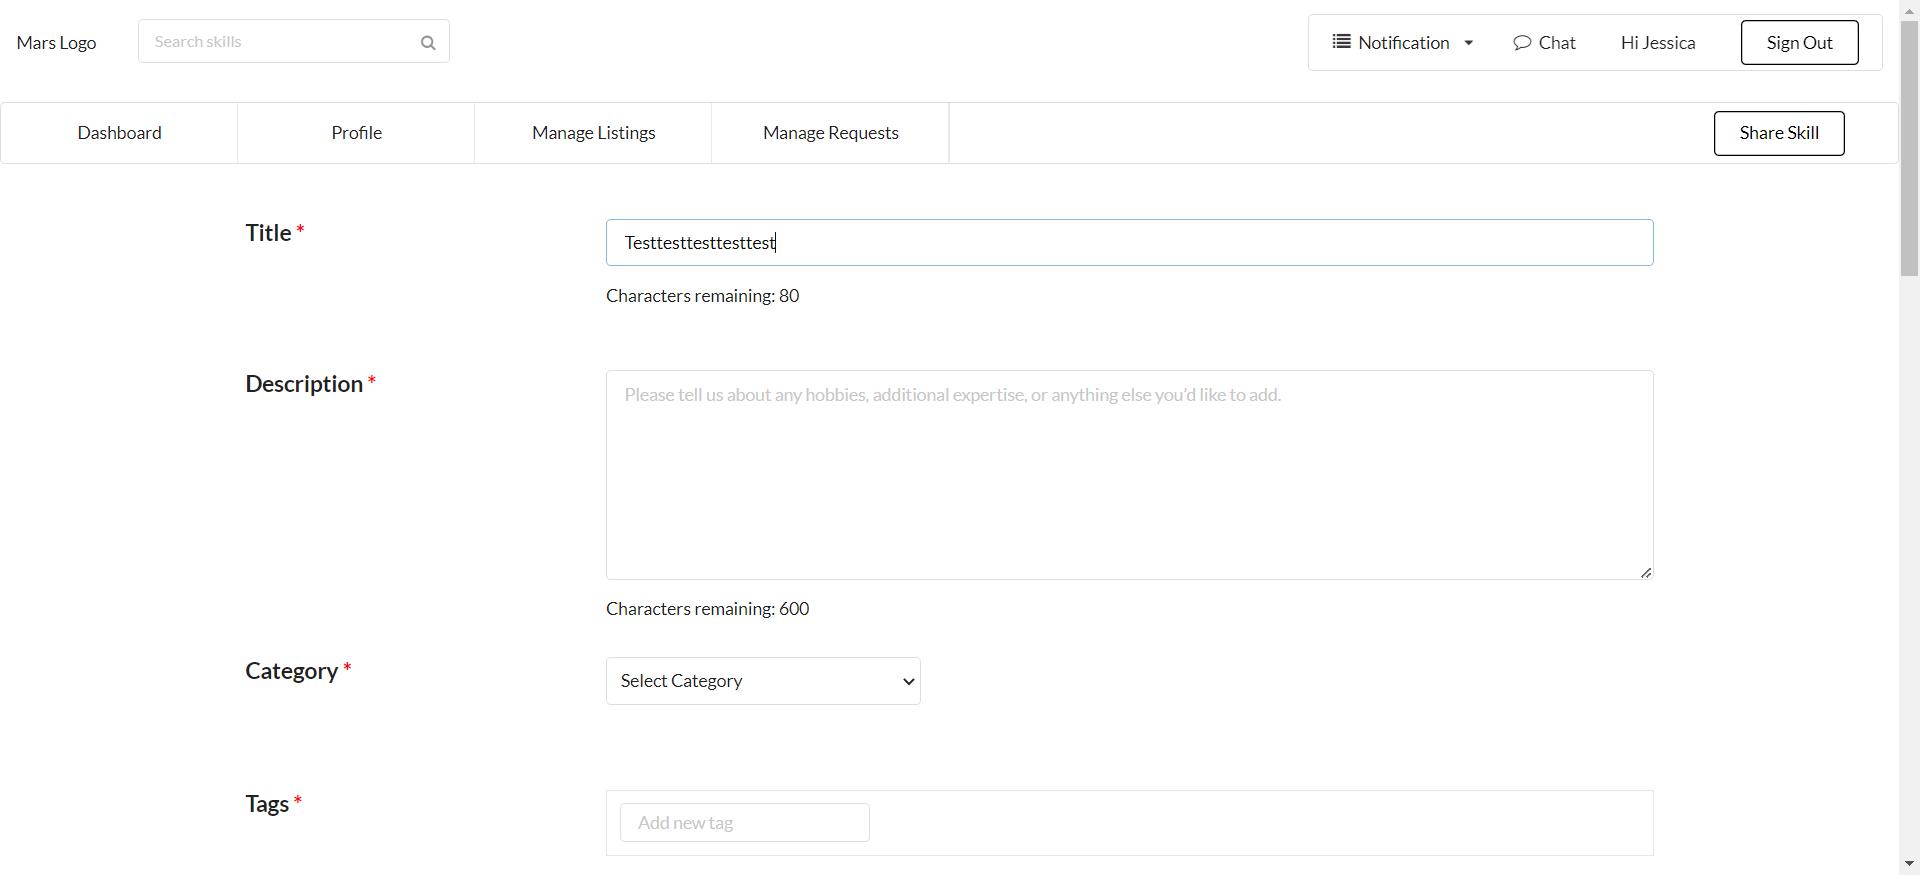 Mars Logo
Search skills
Notification
Chat
Hi Jessica
Sign Out
Dashboard
Profile
Manage Listings
Manage Requests
Share Skill
Title *
Testtesttesttesttest
Characters remaining: 80
Description *
Please tell us about any hobbies, additional expertise, or anything else you'd like to add.
Characters remaining: 600
Category *
Select Category
Tags *
Add new tag